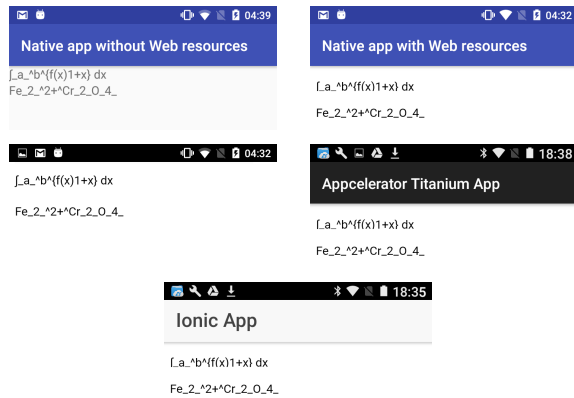 04:39
04:32
Native app without Web resources
Native app with Web resources
∫_a_^b^{f(x)1+x} dx
Fe_2_^2+^Cr_2_O_4_
∫_a_^b^{f(x)1+x} dx
Fe_2_^2+^Cr_2_O_4_
04:32
18:38
Appcelerator Titanium App
∫_a_^b^{f(x)1+x} dx
Fe_2_^2+^Cr_2_O_4_
∫_a_^b^{f(x)1+x} dx
Fe_2_^2+^Cr_2_O_4_
18:35
Ionic App
∫_a_^b^{f(x)1+x} dx
Fe_2_^2+^Cr_2_O_4_